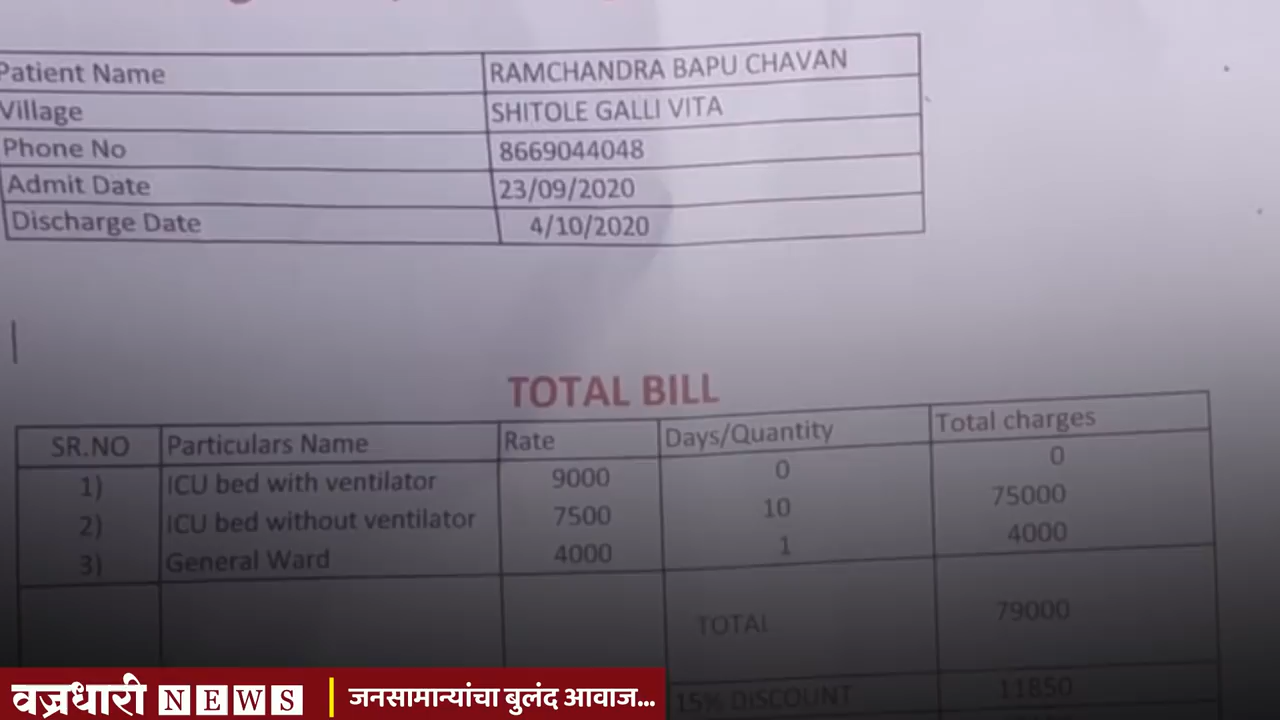 Patient Name RAMCHANDRA BAPU CHAVAN
Village SHITOLE GALLI VITA
Phone No 8669044048
Admit Date 23/09/2020
Discharge Date 4/10/2020
TOTAL BILL
SR.NO Particulars Name Rate Days/Quantity Total charges
1) ICU bed with ventilator 9000 0 0
2) ICU bed without ventilator 7500 10 75000
3) General Ward 4000 1 4000
TOTAL 79000
15% DISCOUNT 11850
वज्रधारी NEWS जनसामान्यांचा बुलंद आवाज...